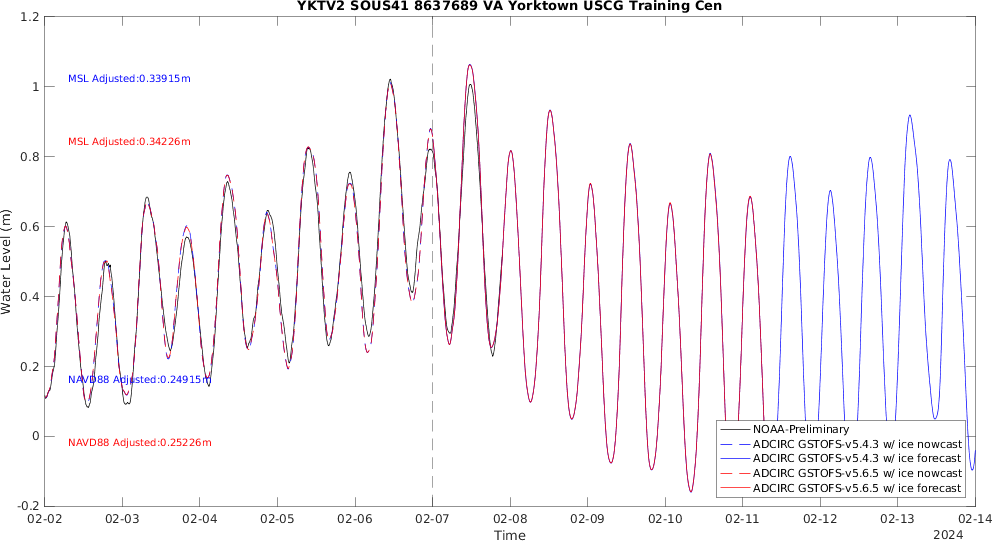 YKTV2 SOUS41 8637689 VA Yorktown USCG Training Cen
1.2
1
0.8
0.6
0.4
0.2
0
-0.2
Water Level (m)
MSL Adjusted:0.33915m
MSL Adjusted:0.34226m
NAVD88 Adjusted:0.24915m
NAVD88 Adjusted:0.25226m
NOAA-Preliminary
ADCIRC GSTOFS-v5.4.3 w/ ice nowcast
ADCIRC GSTOFS-v5.4.3 w/ ice forecast
ADCIRC GSTOFS-v5.6.5 w/ ice nowcast
ADCIRC GSTOFS-v5.6.5 w/ ice forecast
02-02 02-03 02-04 02-05 02-06 02-07 02-08 02-09 02-10 02-11 02-12 02-13 02-14
Time
2024